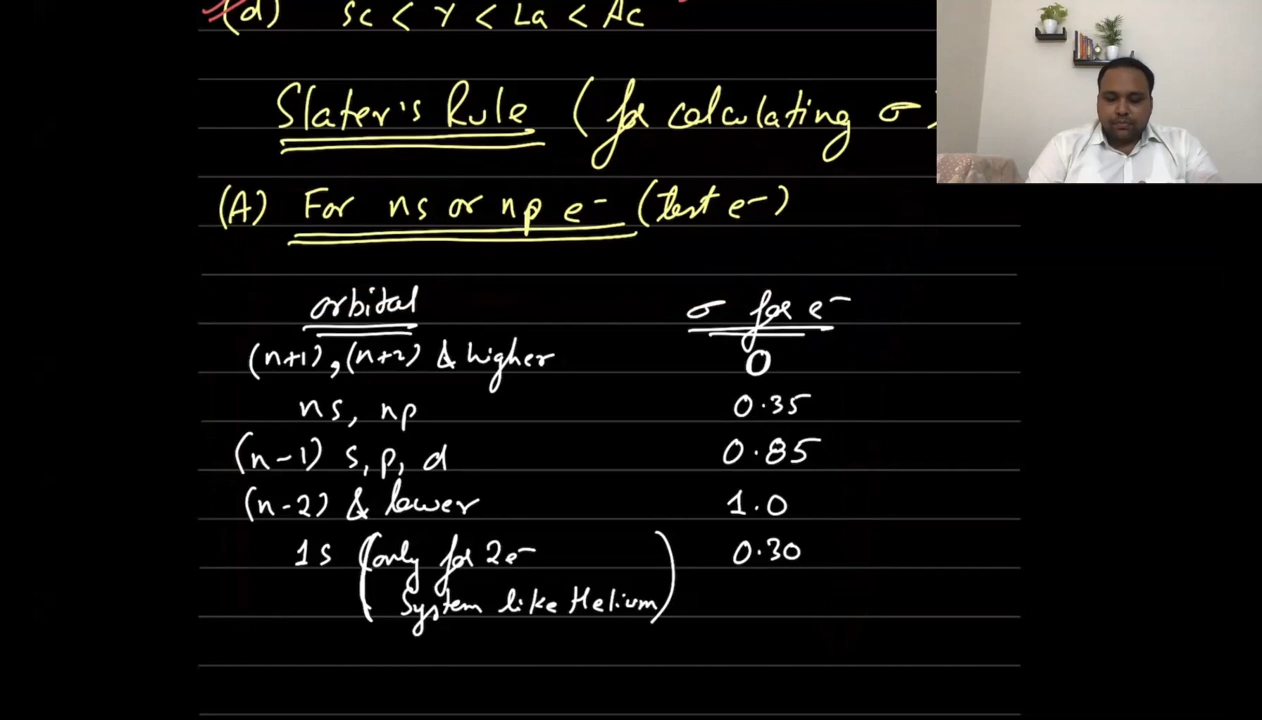 (d) Sc < Y < La < Ac
Slater's Rule (for calculating σ)
(A) For ns or np e⁻ (test e⁻)
orbital σ for e⁻
(n+1), (n+2) & higher 0
ns, np 0.35
(n-1) s, p, d 0.85
(n-2) & lower 1.0
1s (only for 2e⁻ 0.30
System like Helium)